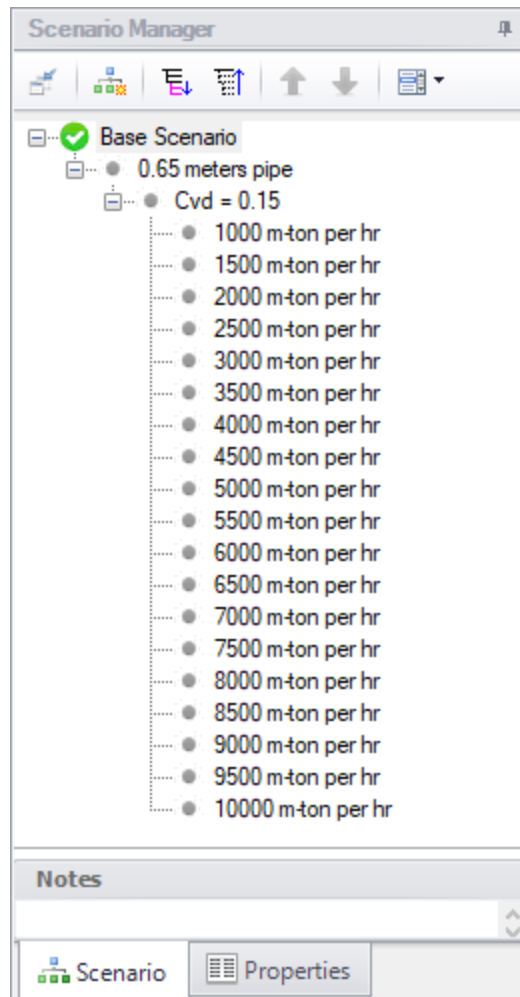 Scenario Manager
Base Scenario
0.65 meters pipe
Cvd = 0.15
1000 m-ton per hr
1500 m-ton per hr
2000 m-ton per hr
2500 m-ton per hr
3000 m-ton per hr
3500 m-ton per hr
4000 m-ton per hr
4500 m-ton per hr
5000 m-ton per hr
5500 m-ton per hr
6000 m-ton per hr
6500 m-ton per hr
7000 m-ton per hr
7500 m-ton per hr
8000 m-ton per hr
8500 m-ton per hr
9000 m-ton per hr
9500 m-ton per hr
10000 m-ton per hr
Notes
Scenario Properties